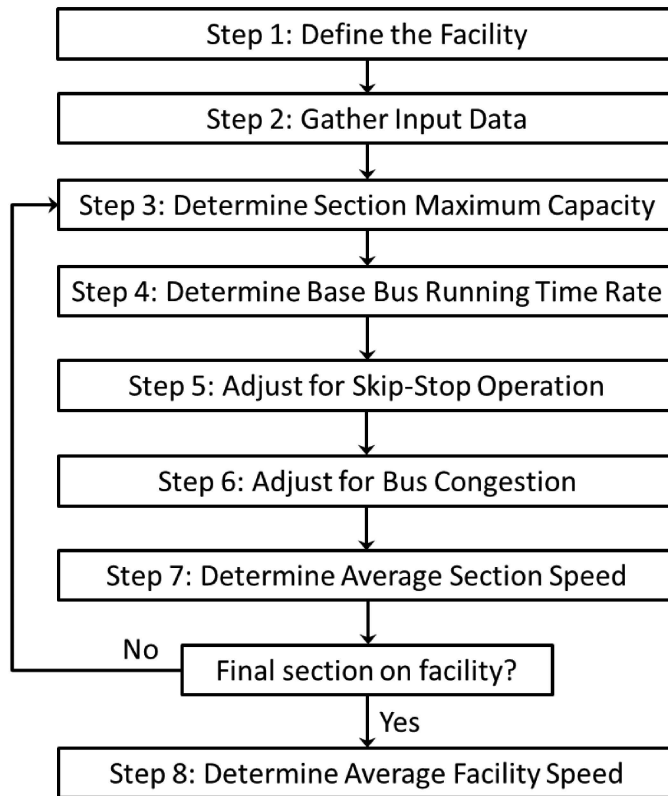 Step 1: Define the Facility
Step 2: Gather Input Data
Step 3: Determine Section Maximum Capacity
Step 4: Determine Base Bus Running Time Rate
Step 5: Adjust for Skip-Stop Operation
Step 6: Adjust for Bus Congestion
Step 7: Determine Average Section Speed
No
Final section on facility?
Yes
Step 8: Determine Average Facility Speed